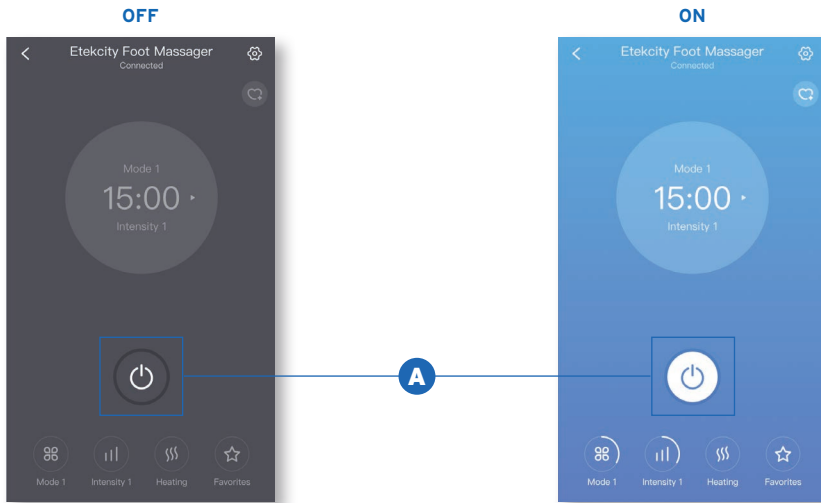 OFF
Etekcity Foot Massager
Connected
Mode 1
15:00
Intensity 1
Mode 1
Intensity 1
Heating
Favorites
A
ON
Etekcity Foot Massager
Connected
Mode 1
15:00
Intensity 1
Mode 1
Intensity 1
Heating
Favorites